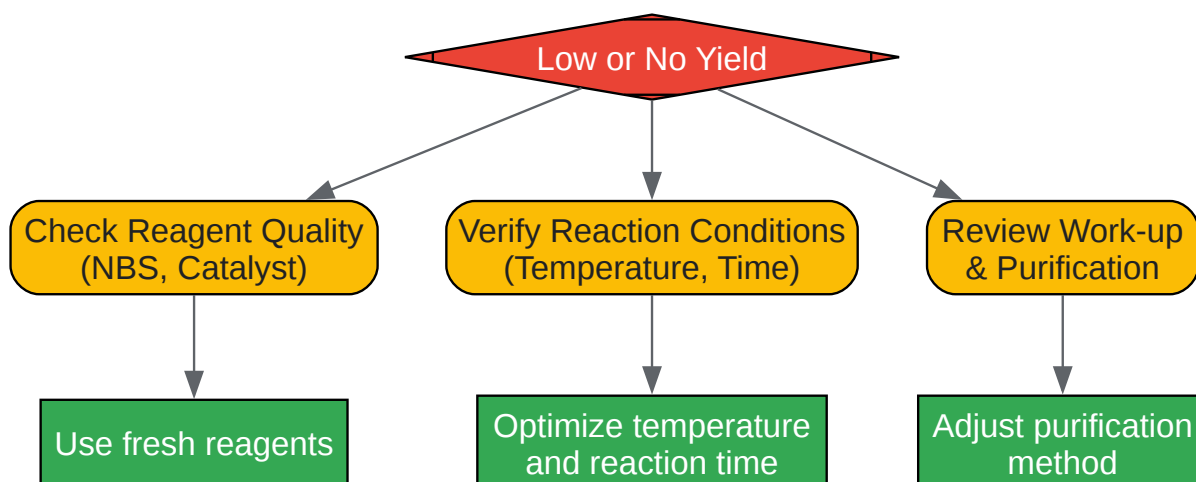 Low or No Yield
Check Reagent Quality
(NBS, Catalyst)
Verify Reaction Conditions
(Temperature, Time)
Review Work-up
& Purification
Use fresh reagents
Optimize temperature
and reaction time
Adjust purification
method